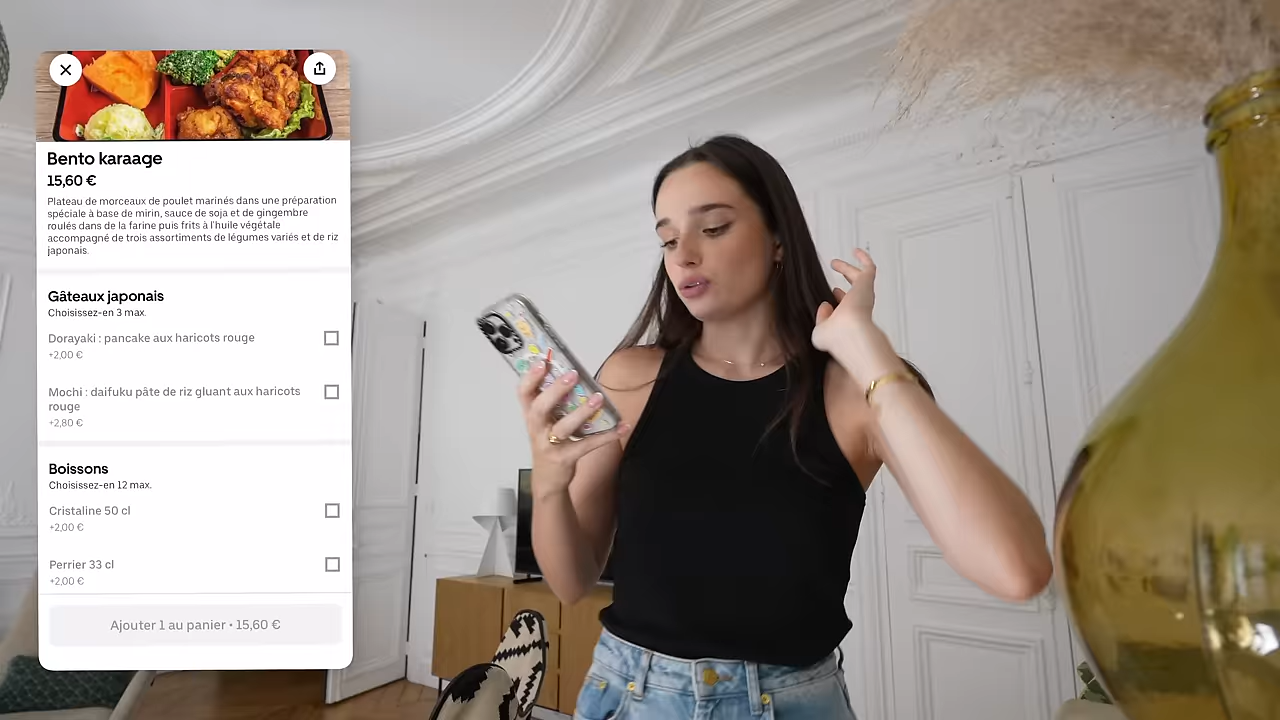 Bento karaage
15,60 €
Plateau de morceaux de poulet marinés dans une préparation
spéciale à base de mirin, sauce de soja et de gingembre
roulés dans de la farine puis frits à l'huile végétale
accompagné de trois assortiments de légumes variés et de riz
japonais.
Gâteaux japonais
Choisissez-en 3 max.
Dorayaki : pancake aux haricots rouge
+2,00 €
Mochi : daifuku pâte de riz gluant aux haricots
rouge
+2,80 €
Boissons
Choisissez-en 12 max.
Cristaline 50 cl
+2,00 €
Perrier 33 cl
+2,00 €
Ajouter 1 au panier • 15,60 €